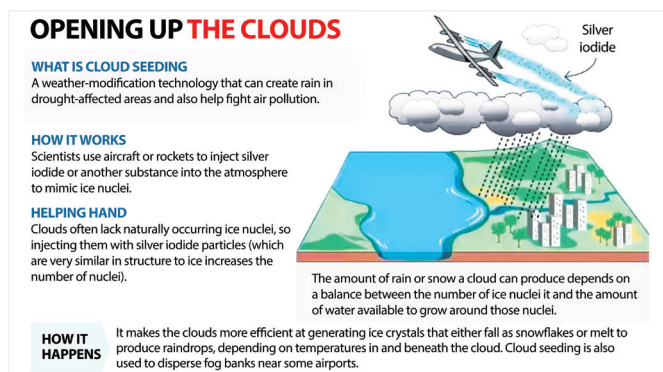 OPENING UP THE CLOUDS
WHAT IS CLOUD SEEDING
A weather-modification technology that can create rain in
drought-affected areas and also help fight air pollution.
HOW IT WORKS
Scientists use aircraft or rockets to inject silver
iodide or another substance into the atmosphere
to mimic ice nuclei.
HELPING HAND
Clouds often lack naturally occurring ice nuclei, so
injecting them with silver iodide particles (which
are very similar in structure to ice increases the
number of nuclei).
Silver
iodide
The amount of rain or snow a cloud can produce depends on
a balance between the number of ice nuclei it and the amount
of water available to grow around those nuclei.
HOW IT
HAPPENS
It makes the clouds more efficient at generating ice crystals that either fall as snowflakes or melt to
produce raindrops, depending on temperatures in and beneath the cloud. Cloud seeding is also
used to disperse fog banks near some airports.